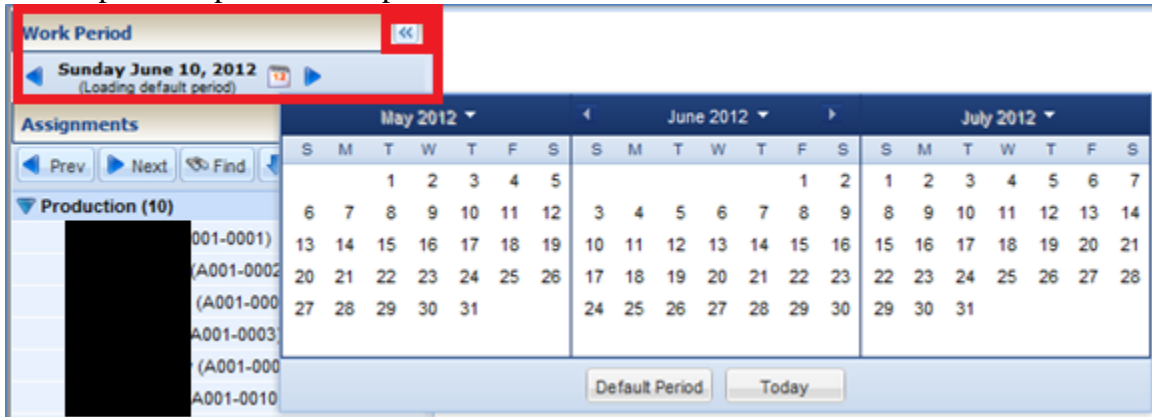 Work Period
Sunday June 10, 2012
(Loading default period)
Assignments
Prev Next Find
Production (10)
001-0001)
(A001-0002
(A001-000
A001-0003)
(A001-000
A001-0010
May 2012 June 2012 July 2012
S M T W T F S S M T W T F S S M T W T F S
1 2 3 4 5 1 2 1 2 3 4 5 6 7
6 7 8 9 10 11 12 3 4 5 6 7 8 9 8 9 10 11 12 13 14
13 14 15 16 17 18 19 10 11 12 13 14 15 16 15 16 17 18 19 20 21
20 21 22 23 24 25 26 17 18 19 20 21 22 23 22 23 24 25 26 27 28
27 28 29 30 31 24 25 26 27 28 29 30 29 30 31
Default Period Today